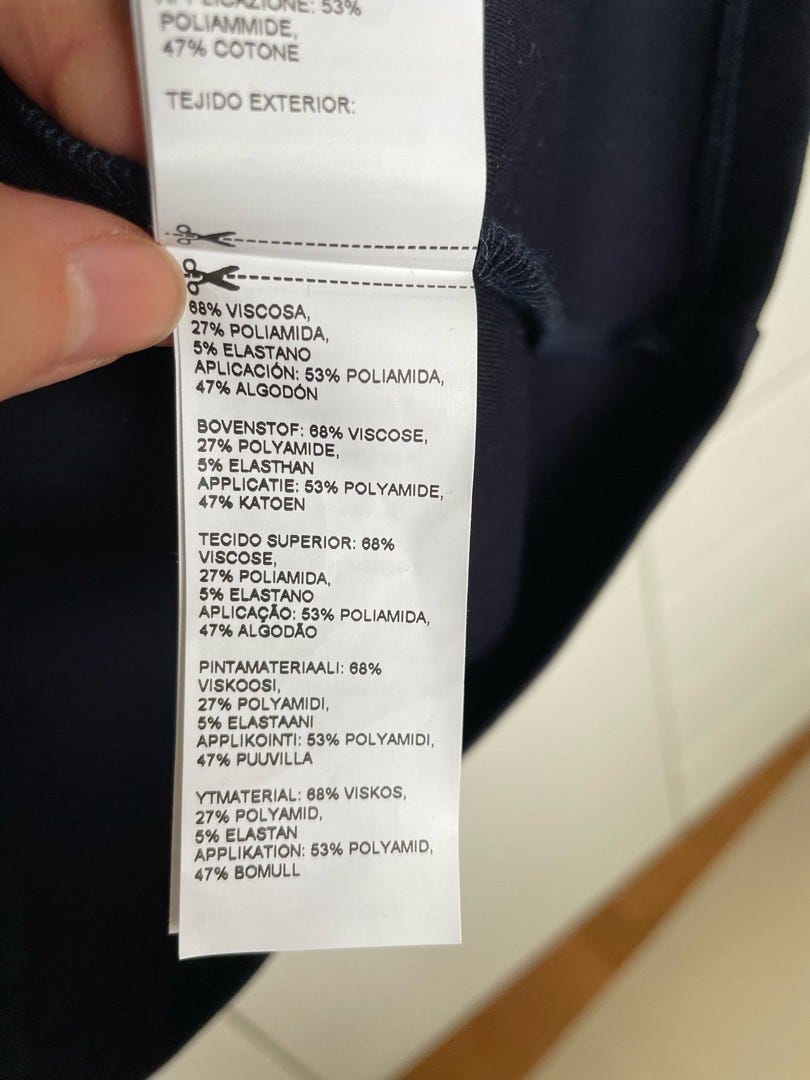 APPLICAZIONE: 53%
POLIAMMIDE,
47% COTONE
TEJIDO EXTERIOR:
68% VISCOSA,
27% POLIAMIDA,
5% ELASTANO
APLICACIÓN: 53% POLIAMIDA,
47% ALGODÓN
BOVENSTOF: 68% VISCOSE,
27% POLYAMIDE,
5% ELASTHAN
APPLICATIE: 53% POLYAMIDE,
47% KATOEN
TECIDO SUPERIOR: 68%
VISCOSE,
27% POLIAMIDA,
5% ELASTANO
APLICAÇÃO: 53% POLIAMIDA,
47% ALGODÃO
PINTAMATERIAALI: 68%
VISKOOSI,
27% POLYAMIDI,
5% ELASTAANI
APPLIKOINTI: 53% POLYAMIDI,
47% PUUVILLA
YTMATERIAL: 68% VISKOS,
27% POLYAMID,
5% ELASTAN
APPLIKATION: 53% POLYAMID,
47% BOMULL